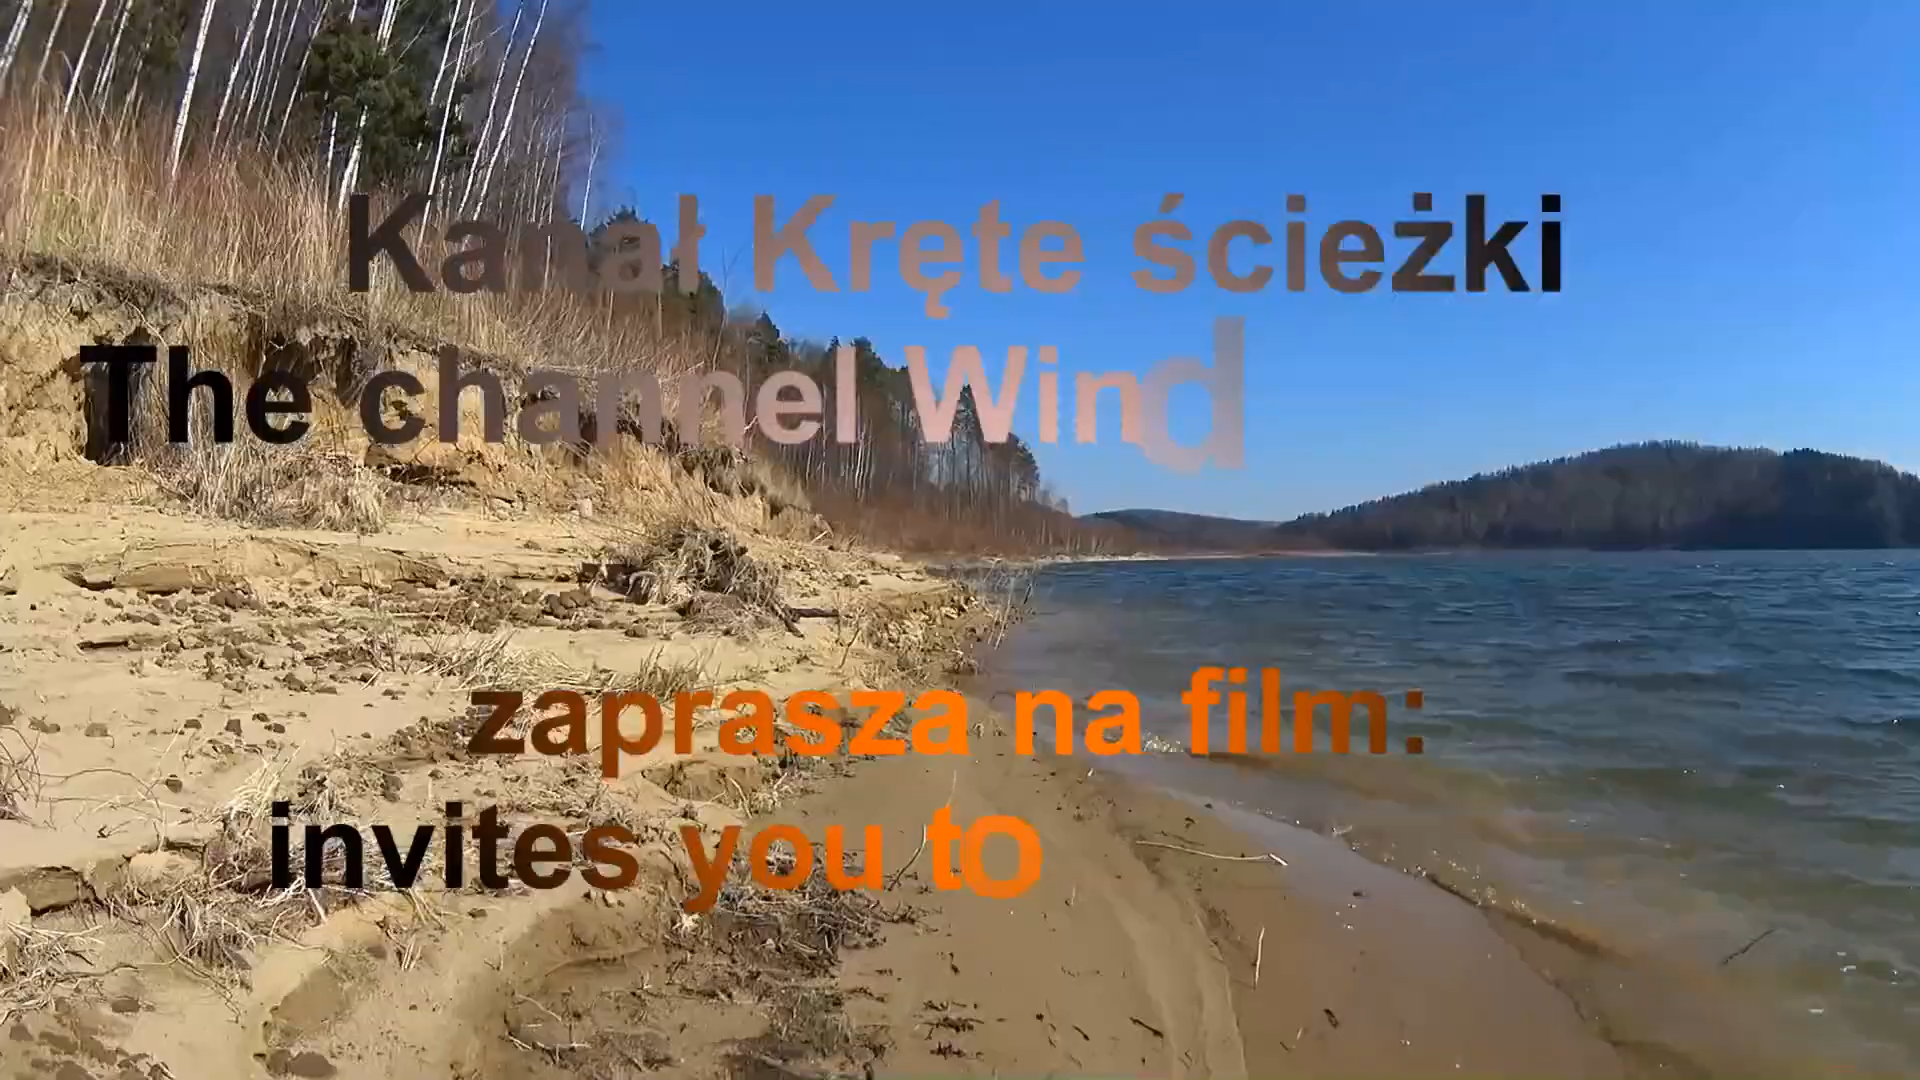 Kanał Kręte ścieżki
The channel Wind
zaprasza na film:
invites you to